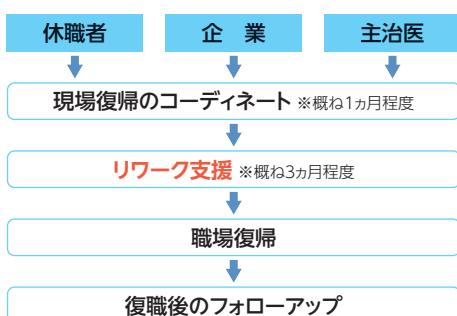 休職者 企　業 主治医
現場復帰のコーディネート ※概ね1ヵ月程度
リワーク支援 ※概ね3ヵ月程度
職場復帰
復職後のフォローアップ